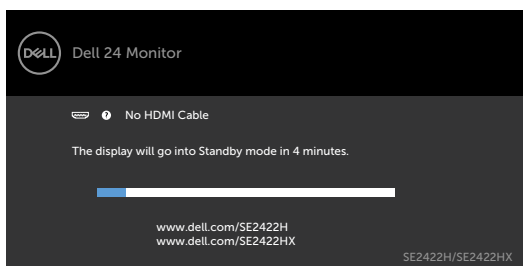 DELL
Dell 24 Monitor
? No HDMI Cable
The display will go into Standby mode in 4 minutes.
www.dell.com/SE2422H
www.dell.com/SE2422HX
SE2422H/SE2422HX